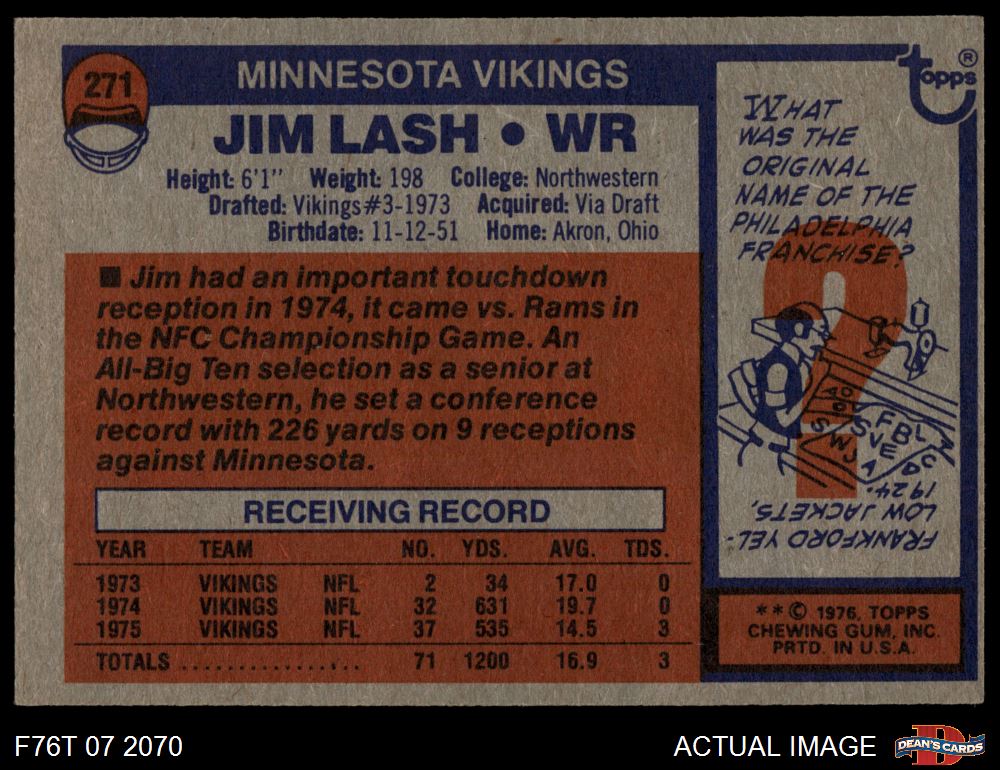 271
MINNESOTA VIKINGS
JIM LASH • WR
Height: 6'1" Weight: 198 College: Northwestern
Drafted: Vikings #3-1973 Acquired: Via Draft
Birthdate: 11-12-51 Home: Akron, Ohio
■ Jim had an important touchdown
reception in 1974, it came vs. Rams in
the NFC Championship Game. An
All-Big Ten selection as a senior at
Northwestern, he set a conference
record with 226 yards on 9 receptions
against Minnesota.
RECEIVING RECORD
YEAR TEAM NO. YDS. AVG. TDS.
1973 VIKINGS NFL 2 34 17.0 0
1974 VIKINGS NFL 32 631 19.7 0
1975 VIKINGS NFL 37 535 14.5 3
TOTALS ................. 71 1200 16.9 3
topps®
WHAT
WAS THE
ORIGINAL
NAME OF THE
PHILADELPHIA
FRANCHISE?
?
FRANKFORD YEL-
LOW JACKETS,
1924.
**© 1976, TOPPS
CHEWING GUM, INC.
PRTD. IN U.S.A.
F76T 07 2070
ACTUAL IMAGE
DEAN'S CARDS